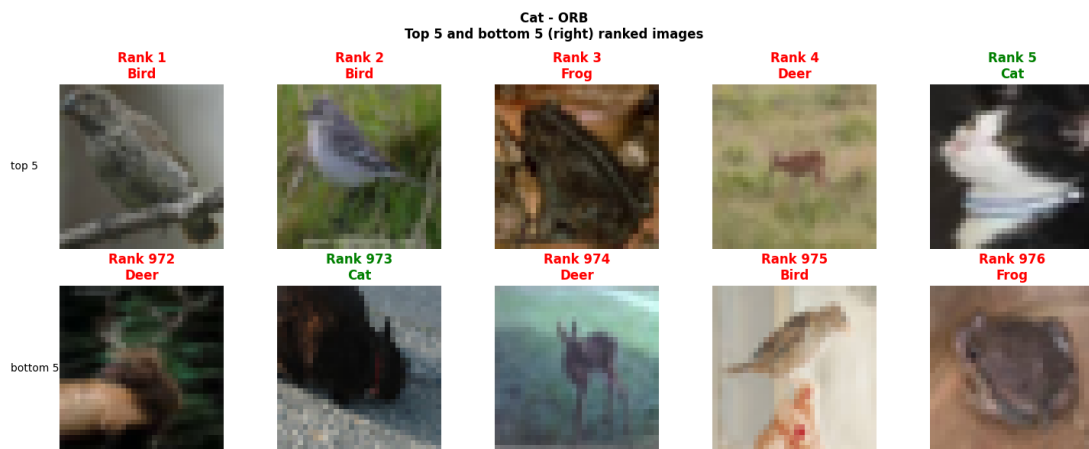 Cat - ORB
Top 5 and bottom 5 (right) ranked images
Rank 1
Bird
Rank 2
Bird
Rank 3
Frog
Rank 4
Deer
Rank 5
Cat
top 5
Rank 972
Deer
Rank 973
Cat
Rank 974
Deer
Rank 975
Bird
Rank 976
Frog
bottom 5